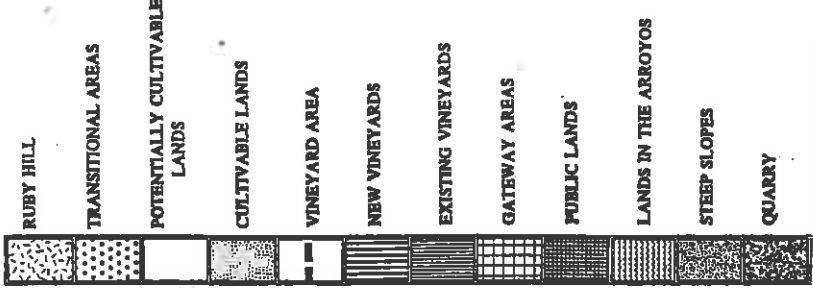 RUBY HILL
TRANSITIONAL AREAS
POTENTIALLY CULTIVABLE
LANDS
CULTIVABLE LANDS
VINEYARD AREA
NEW VINEYARDS
EXISTING VINEYARDS
GATEWAY AREAS
PUBLIC LANDS
LANDS IN THE ARROYOS
STEEP SLOPES
QUARRY